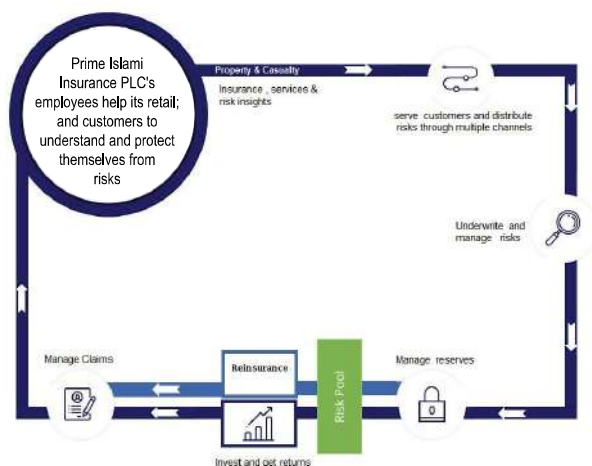 Prime Islami
Insurance PLC's
employees help its retail;
and customers to
understand and protect
themselves from
risks
Property & Casualty
Insurance , services &
risk insights
serve customers and distribute
risks through multiple channels
Underwrite and
manage risks
Manage Claims
Reinsurance
Risk Pool
Manage reserves
Invest and get returns